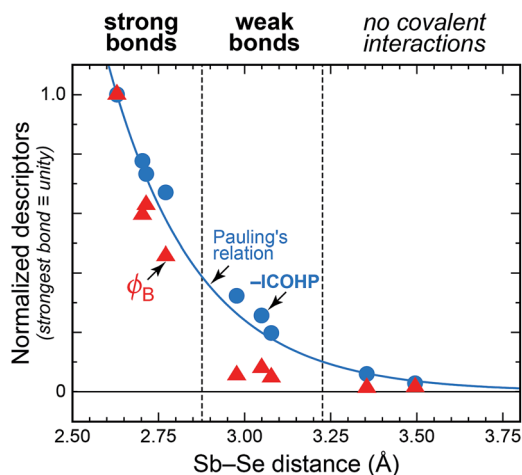 strong
bonds
weak
bonds
no covalent
interactions
1.0
0
Normalized descriptors
(strongest bond ≡ unity)
Pauling's
relation
–ICOHP
ϕB
2.50
2.75
3.00
3.25
3.50
3.75
Sb–Se distance (Å)